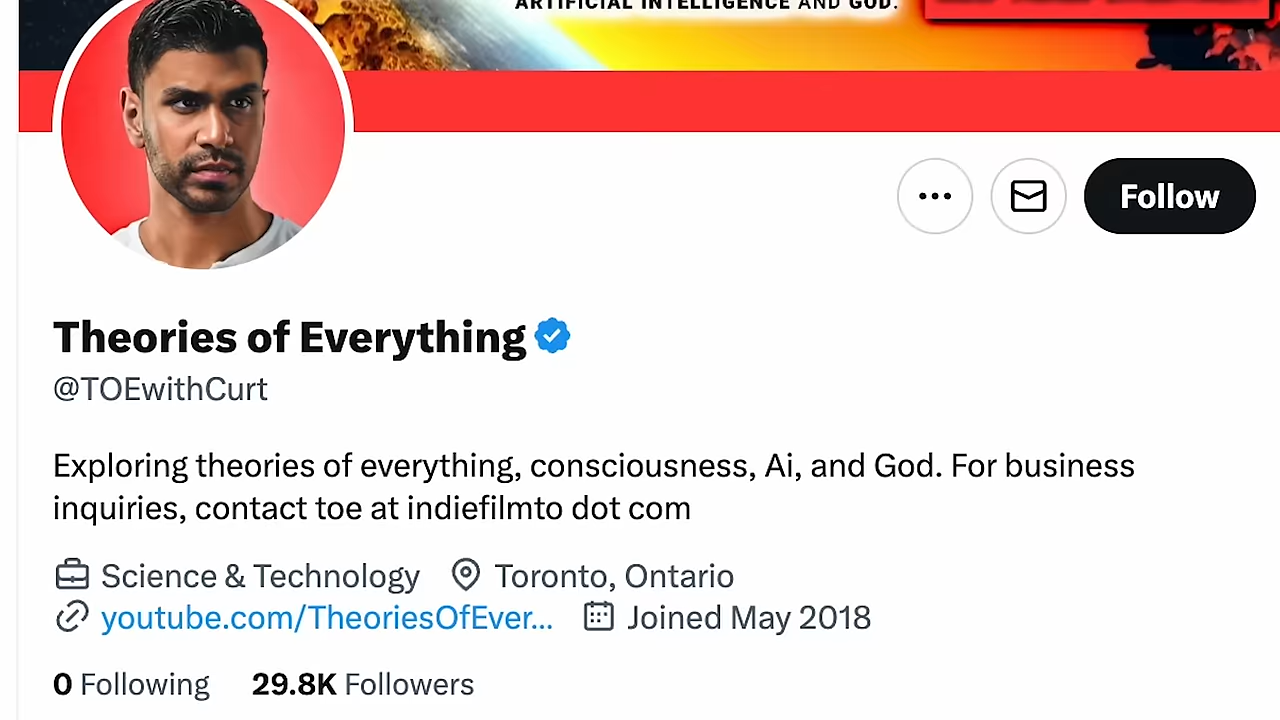 ARTIFICIAL INTELLIGENCE AND GOD.
Follow
Theories of Everything
@TOEwithCurt
Exploring theories of everything, consciousness, Ai, and God. For business
inquiries, contact toe at indiefilmto dot com
Science & Technology Toronto, Ontario
youtube.com/TheoriesOfEver... Joined May 2018
0 Following 29.8K Followers